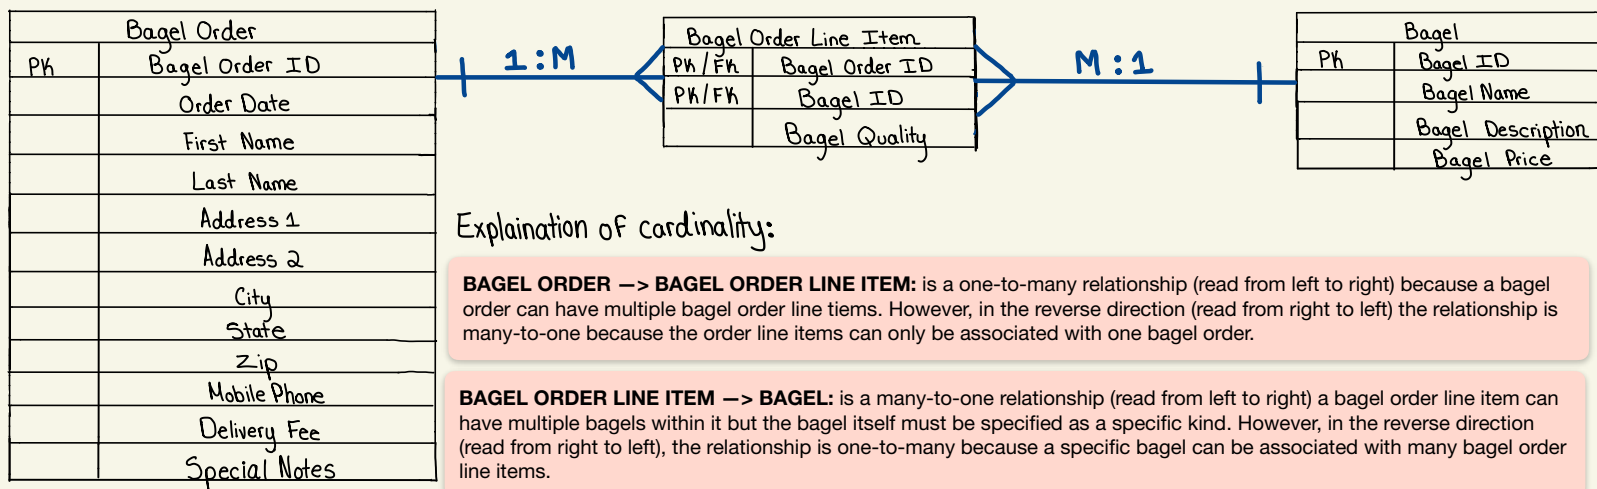 Bagel Order
PK Bagel Order ID
Order Date
First Name
Last Name
Address 1
Address 2
City
State
Zip
Mobile Phone
Delivery Fee
Special Notes
1:M
Bagel Order Line Item
PK/FK Bagel Order ID
PK/FK Bagel ID
Bagel Quality
M:1
Bagel
PK Bagel ID
Bagel Name
Bagel Description
Bagel Price
Explaination of cardinality:
BAGEL ORDER —> BAGEL ORDER LINE ITEM: is a one-to-many relationship (read from left to right) because a bagel
order can have multiple bagel order line tiems. However, in the reverse direction (read from right to left) the relationship is
many-to-one because the order line items can only be associated with one bagel order.
BAGEL ORDER LINE ITEM —> BAGEL: is a many-to-one relationship (read from left to right) a bagel order line item can
have multiple bagels within it but the bagel itself must be specified as a specific kind. However, in the reverse direction
(read from right to left), the relationship is one-to-many because a specific bagel can be associated with many bagel order
line items.